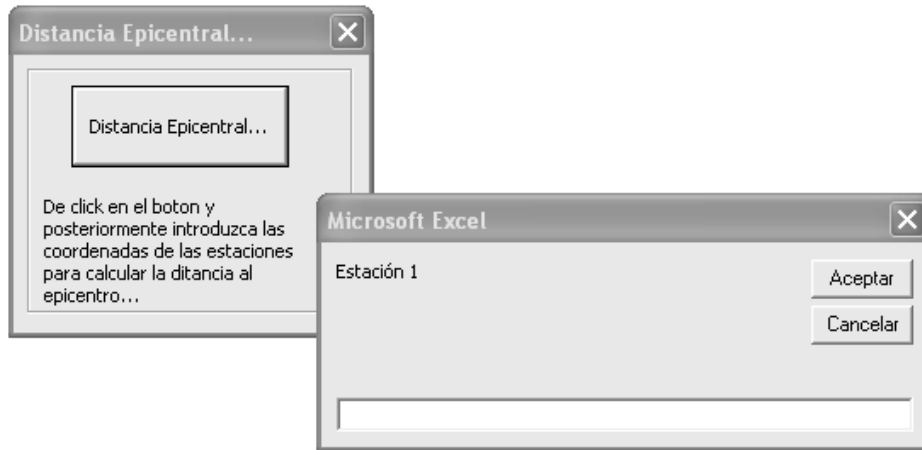 Distancia Epicentral...
Distancia Epicentral...
De click en el boton y
posteriormente introduzca las
coordenadas de las estaciones
para calcular la ditancia al
epicentro...
Microsoft Excel
Estación 1
Aceptar
Cancelar